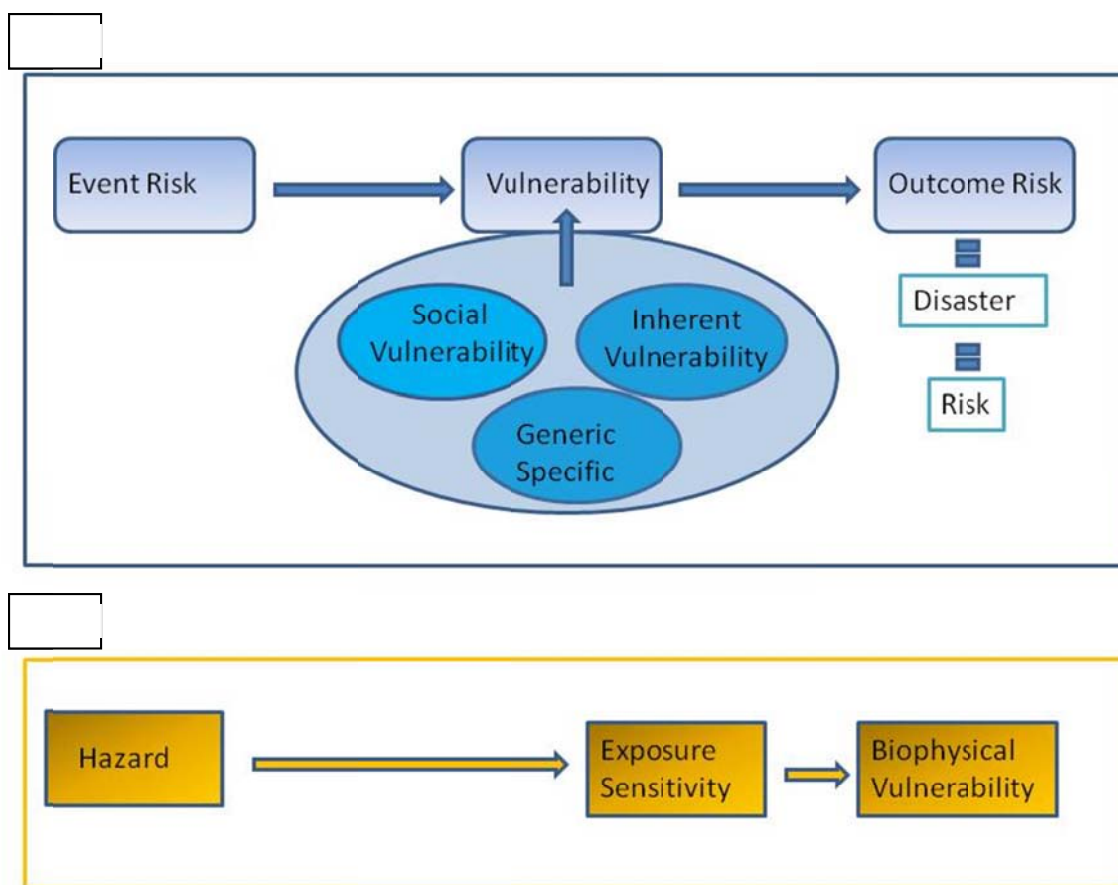 Event Risk
Vulnerability
Outcome Risk
Social
Vulnerability
Inherent
Vulnerability
Generic
Specific
Disaster
Risk
Hazard
Exposure
Sensitivity
Biophysical
Vulnerability